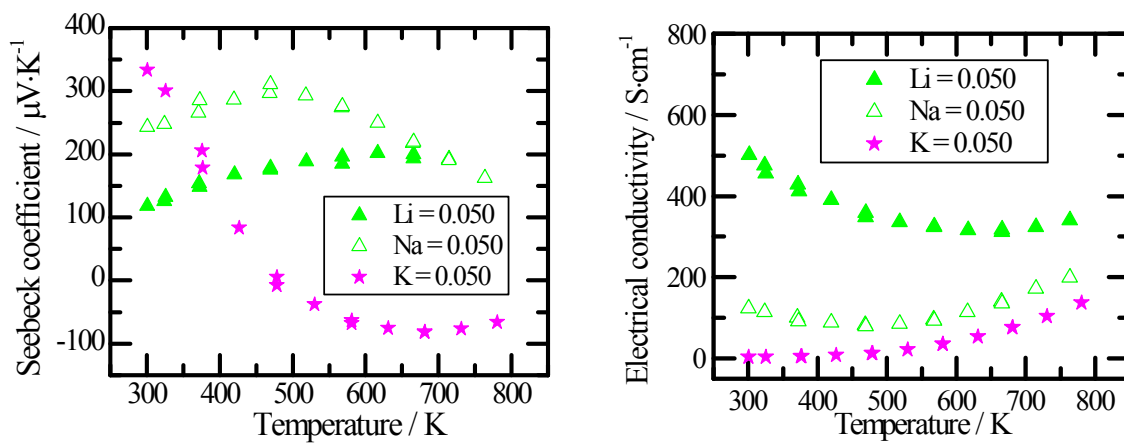 Seebeck coefficient / μV·K⁻¹
400
300
200
100
0
-100
Li = 0.050
Na = 0.050
K = 0.050
300 400 500 600 700 800
Temperature / K
Electrical conductivity / S·cm⁻¹
800
600
400
200
0
Li = 0.050
Na = 0.050
K = 0.050
300 400 500 600 700 800
Temperature / K